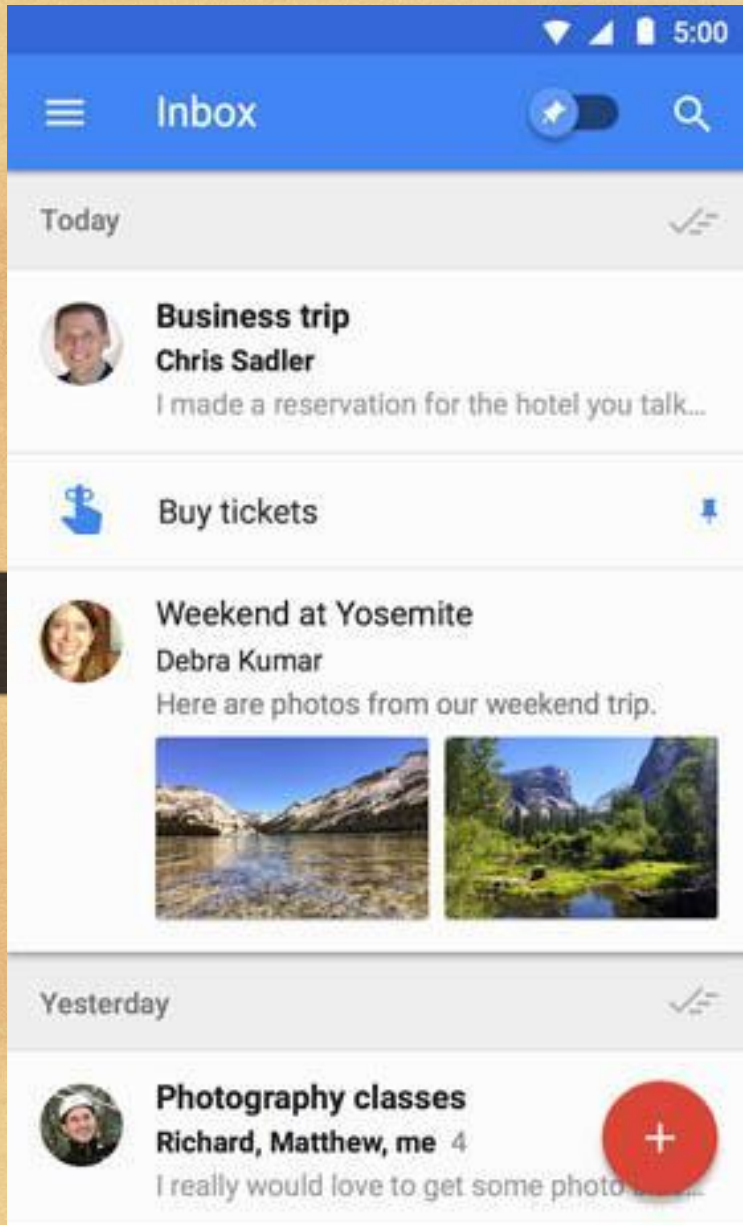 5:00
Inbox
Today
Business trip
Chris Sadler
I made a reservation for the hotel you talk...
Buy tickets
Weekend at Yosemite
Debra Kumar
Here are photos from our weekend trip.
Yesterday
Photography classes
Richard, Matthew, me 4
I really would love to get some photo